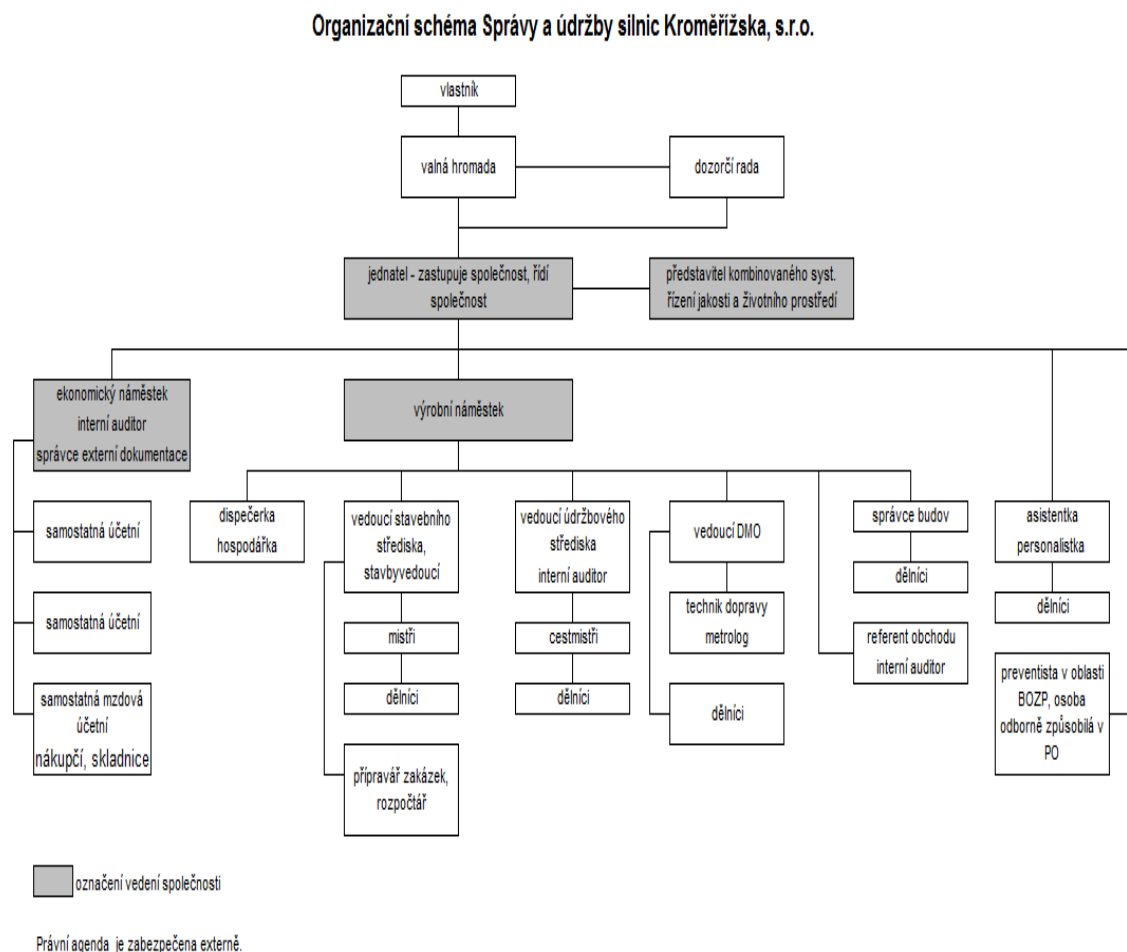 Organizační schéma Správy a údržby silnic Kroměřížska, s.r.o.
vlastník
valná hromada
dozorčí rada
jednatel - zastupuje společnost, řídí
společnost
představitel kombinovaného syst.
řízení jakosti a životního prostředí
ekonomický náměstek
interní auditor
správce externí dokumentace
výrobní náměstek
samostatná účetní
samostatná účetní
samostatná mzdová
účetní
nákupčí, skladnice
dispečerka
hospodářka
vedoucí stavebního
střediska,
stavbyvedoucí
mistři
dělníci
přípravář zakázek,
rozpočtář
vedoucí údržbového
střediska
interní auditor
cestmistři
dělníci
vedoucí DMO
technik dopravy
metrolog
dělníci
správce budov
dělníci
referent obchodu
interní auditor
asistentka
personalistka
dělníci
preventista v oblasti
BOZP, osoba
odborně způsobilá v
PO
označení vedení společnosti
Právní agenda je zabezpečena externě.